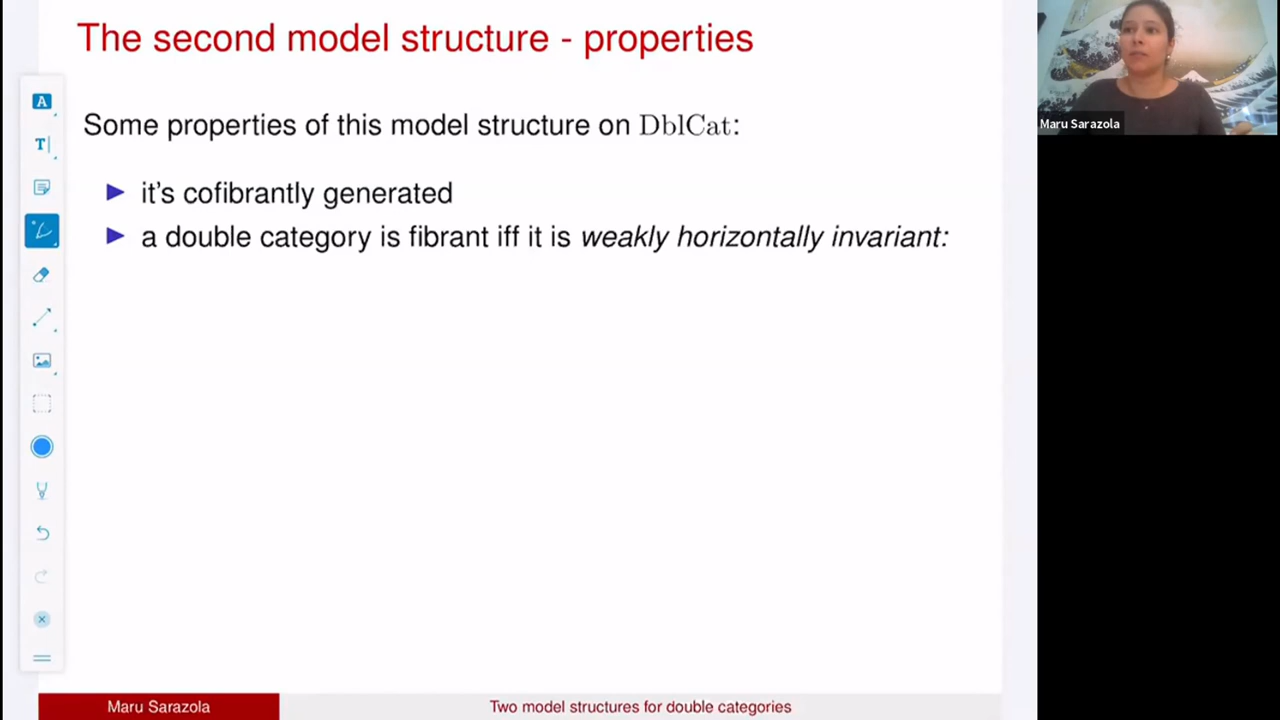 The second model structure - properties
Some properties of this model structure on DblCat:
▶ it's cofibrantly generated
▶ a double category is fibrant iff it is weakly horizontally invariant:
Maru Sarazola
Two model structures for double categories
Maru Sarazola
A
T